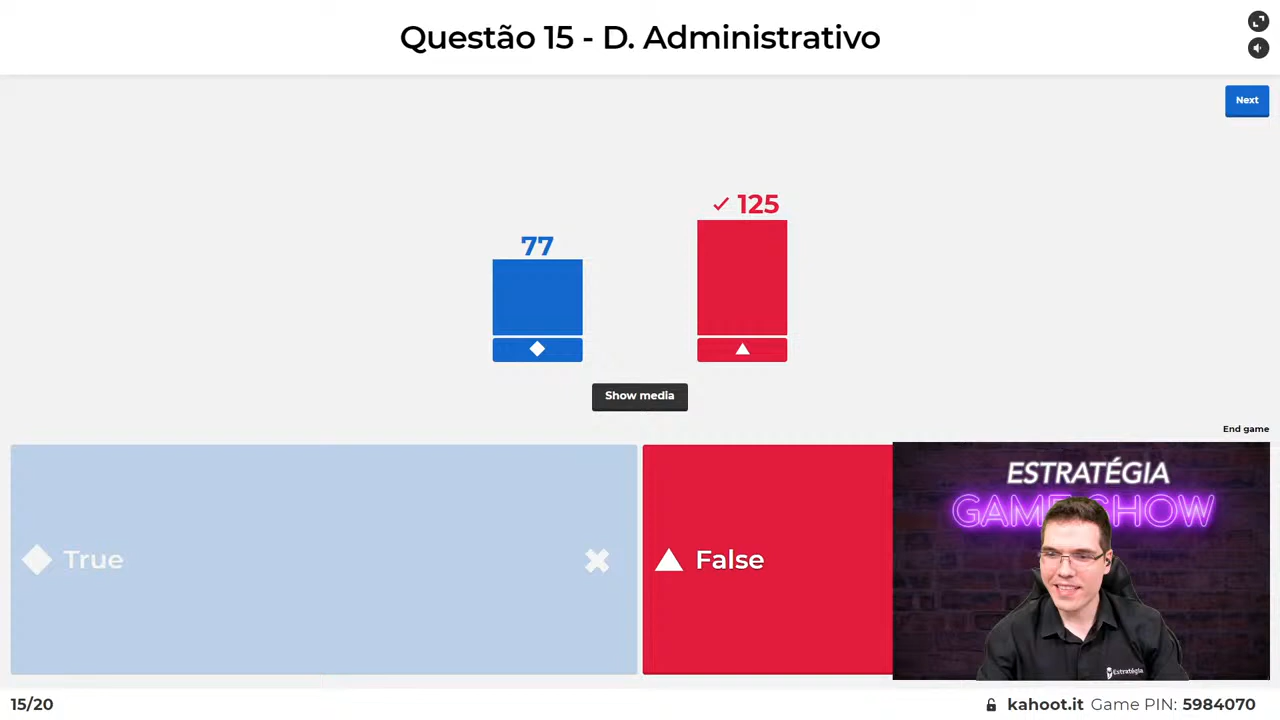 Questão 15 - D. Administrativo
Next
77
125
Show media
End game
True
False
ESTRATÉGIA
GAME SHOW
Estratégia
15/20
kahoot.it Game PIN: 5984070